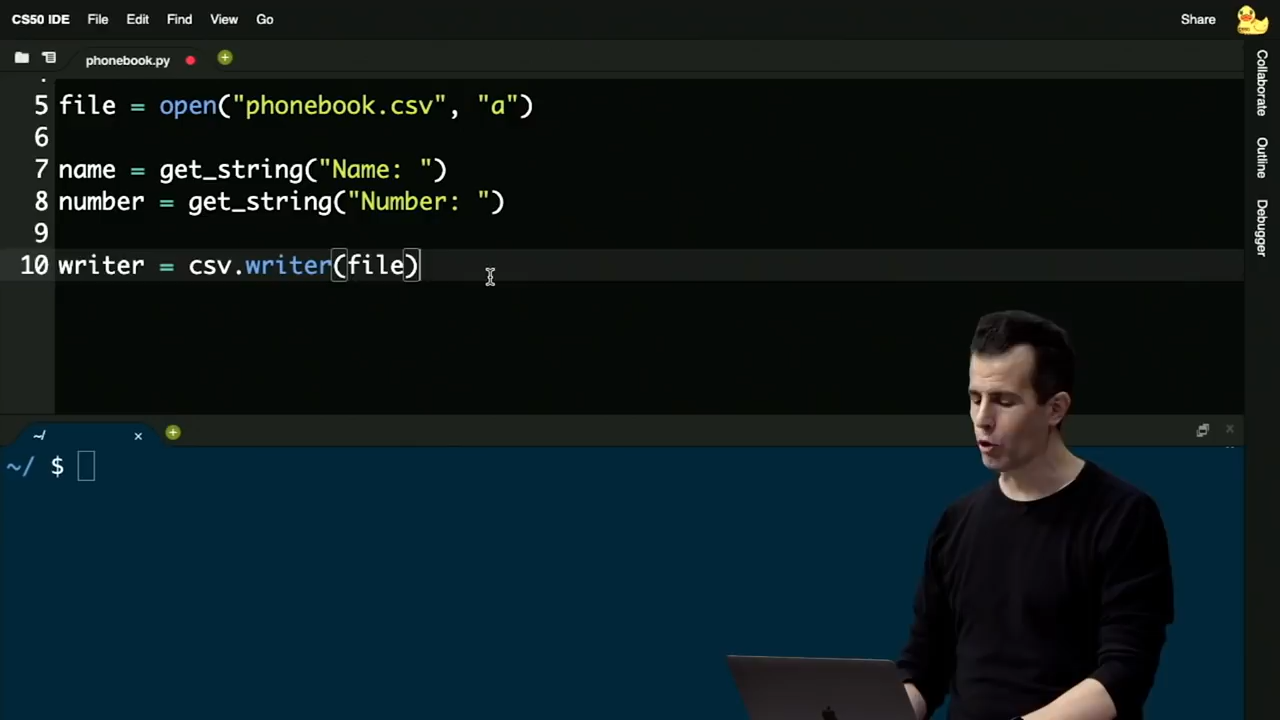 CS50 IDE File Edit Find View Go Share
phonebook.py
5 file = open("phonebook.csv", "a")
6
7 name = get_string("Name: ")
8 number = get_string("Number: ")
9
10 writer = csv.writer(file)
~/
~/ $
Collaborate
Outline
Debugger